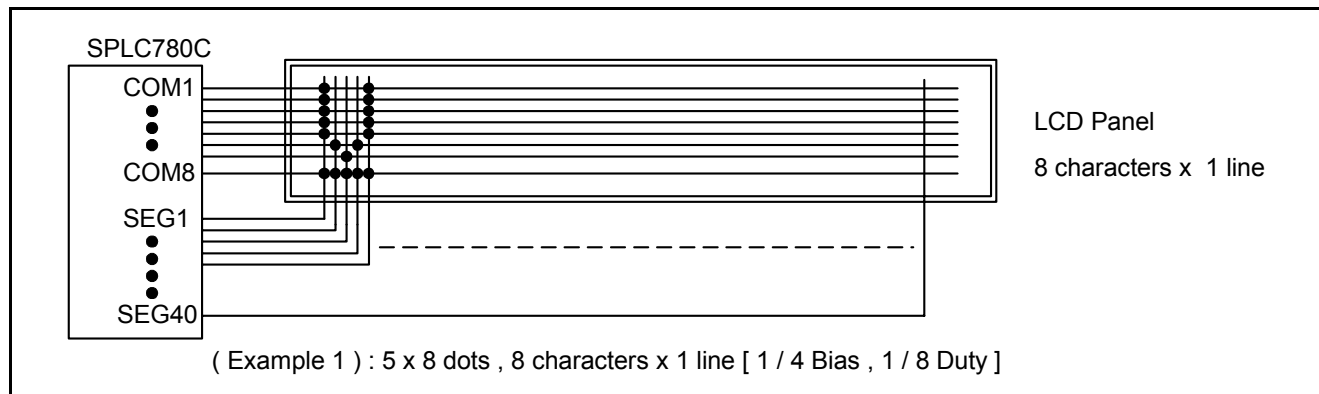 SPLC780C
COM1
COM8
SEG1
SEG40
LCD Panel
8 characters x 1 line
( Example 1 ) : 5 x 8 dots , 8 characters x 1 line [ 1 / 4 Bias , 1 / 8 Duty ]